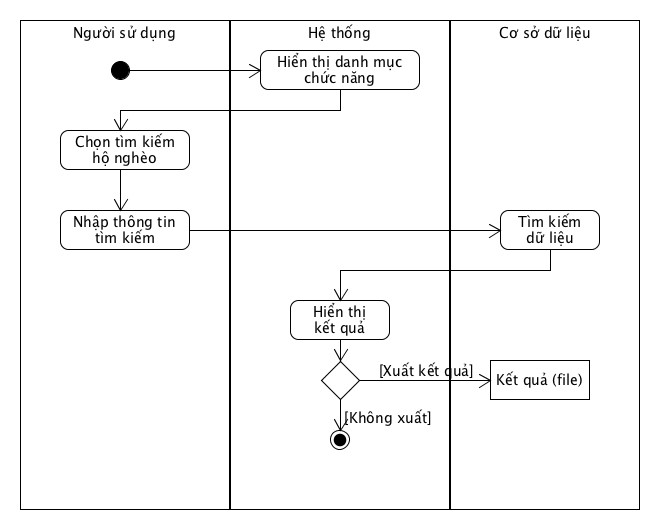 Người sử dụng
Hệ thống
Cơ sở dữ liệu
Hiển thị danh mục
chức năng
Chọn tìm kiếm
hộ nghèo
Nhập thông tin
tìm kiếm
Tìm kiếm
dữ liệu
Hiển thị
kết quả
[Xuất kết quả]
Kết quả (file)
[Không xuất]